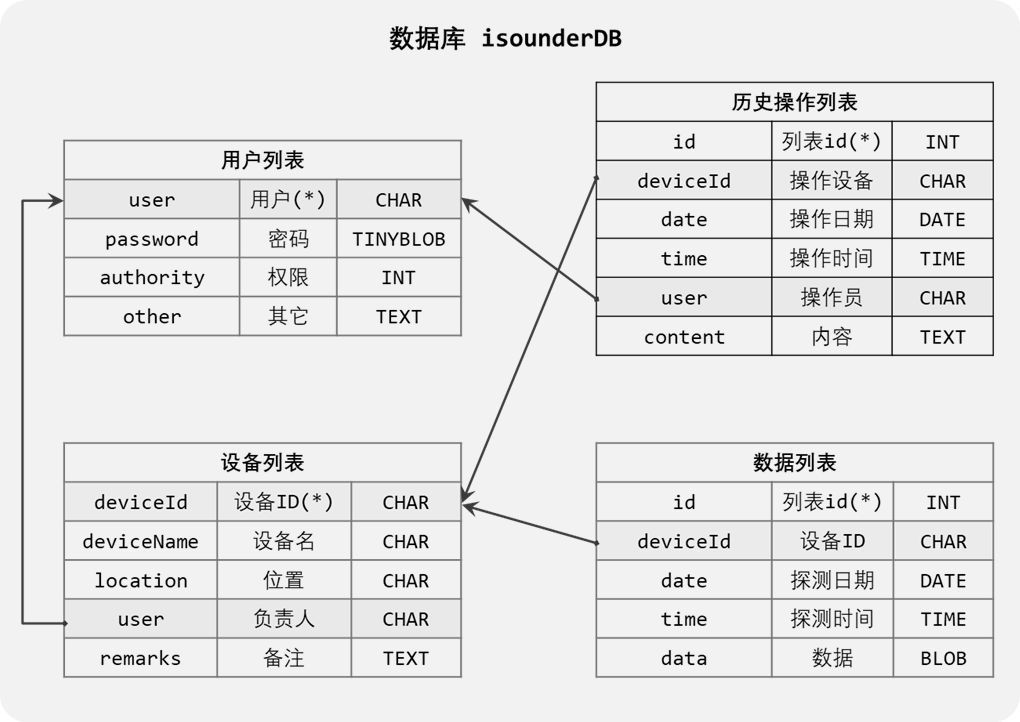 数据库 isounderDB
用户列表
user 用户(*) CHAR
password 密码 TINYBLOB
authority 权限 INT
other 其它 TEXT
历史操作列表
id 列表id(*) INT
deviceId 操作设备 CHAR
date 操作日期 DATE
time 操作时间 TIME
user 操作员 CHAR
content 内容 TEXT
设备列表
deviceId 设备ID(*) CHAR
deviceName 设备名 CHAR
location 位置 CHAR
user 负责人 CHAR
remarks 备注 TEXT
数据列表
id 列表id(*) INT
deviceId 设备ID CHAR
date 探测日期 DATE
time 探测时间 TIME
data 数据 BLOB